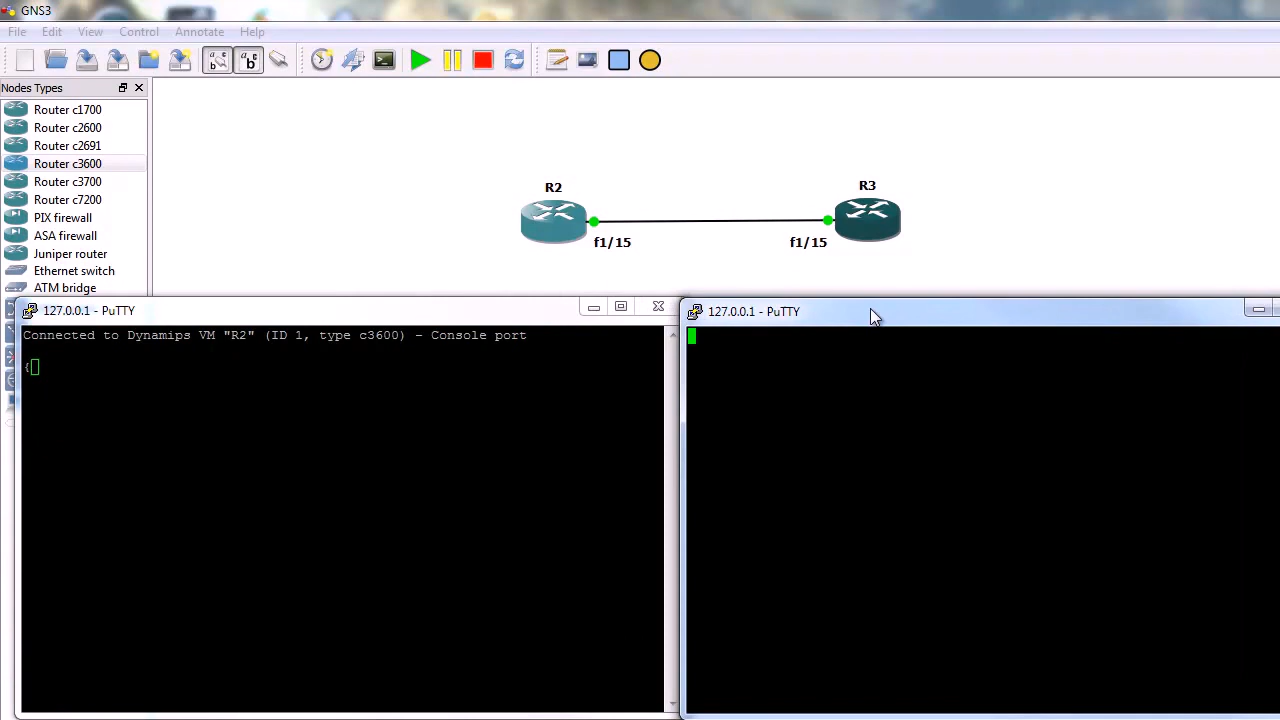 GNS3
File Edit View Control Annotate Help
Nodes Types
Router c1700
Router c2600
Router c2691
Router c3600
Router c3700
Router c7200
PIX firewall
ASA firewall
Juniper router
Ethernet switch
ATM bridge
R2
R3
f1/15
f1/15
127.0.0.1 - PuTTY
Connected to Dynamips VM "R2" (ID 1, type c3600) - Console port
{
127.0.0.1 - PuTTY